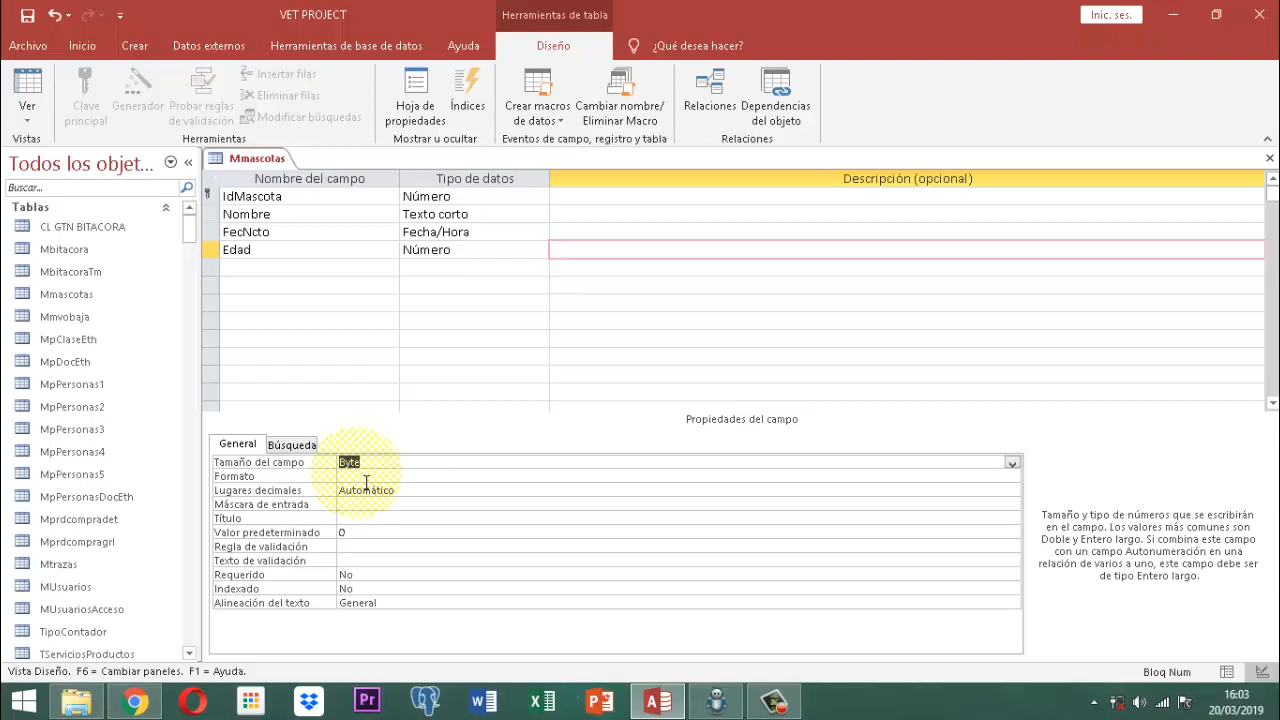 VET PROJECT
Herramientas de tabla
Inic. ses.
Archivo
Inicio
Crear
Datos externos
Herramientas de base de datos
Ayuda
Diseño
¿Qué desea hacer?
Ver
Clave principal
Generador
Probar reglas de validación
Insertar filas
Eliminar filas
Modificar búsquedas
Hoja de propiedades
Índices
Crear macros de datos
Cambiar nombre/ Eliminar Macro
Relaciones
Dependencias del objeto
Vistas
Herramientas
Mostrar u ocultar
Eventos de campo, registro y tabla
Relaciones
Todos los objet...
Buscar...
Tablas
CL GTN BITACORA
Mbitacora
MbitacoraTm
Mmascotas
Mmvobaja
MpClaseEth
MpDocEth
MpPersonas1
MpPersonas2
MpPersonas3
MpPersonas4
MpPersonas5
MpPersonasDocEth
Mprdcompradet
Mprdcompragrl
Mtrazas
MUsuarios
MUsuariosAcceso
TipoContador
TServiciosProductos
Mmascotas
Nombre del campo Tipo de datos Descripción (opcional)
IdMascota Número
Nombre Texto corto
FecNcto Fecha/Hora
Edad Número
Propiedades del campo
General Búsqueda
Tamaño del campo Byte
Formato
Lugares decimales Automático
Máscara de entrada
Título
Valor predeterminado 0
Regla de validación
Texto de validación
Requerido No
Indexado No
Alineación del texto General
Tamaño y tipo de números que se escribirán
en el campo. Los valores más comunes son
Doble y Entero largo. Si combina este campo
con un campo Autonumeración en una
relación de varios a uno, este campo debe ser
de tipo Entero largo.
Vista Diseño. F6 = Cambiar paneles. F1 = Ayuda.
Bloq Num
Pr
16:03
20/03/2019